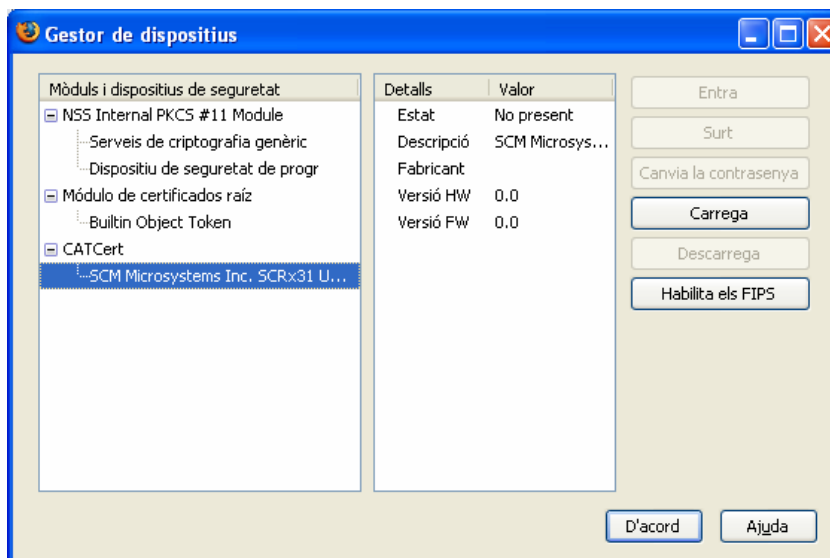 Gestor de dispositius
Mòduls i dispositius de seguretat
NSS Internal PKCS #11 Module
Serveis de criptografia genèric
Dispositiu de seguretat de progr
Módulo de certificados raíz
Builtin Object Token
CATCert
SCM Microsystems Inc. SCRx31 U...
Detalls Valor
Estat No present
Descripció SCM Microsys...
Fabricant
Versió HW 0.0
Versió FW 0.0
Entra
Surt
Canvia la contrasenya
Carrega
Descarrega
Habilita els FIPS
D'acord Ajuda